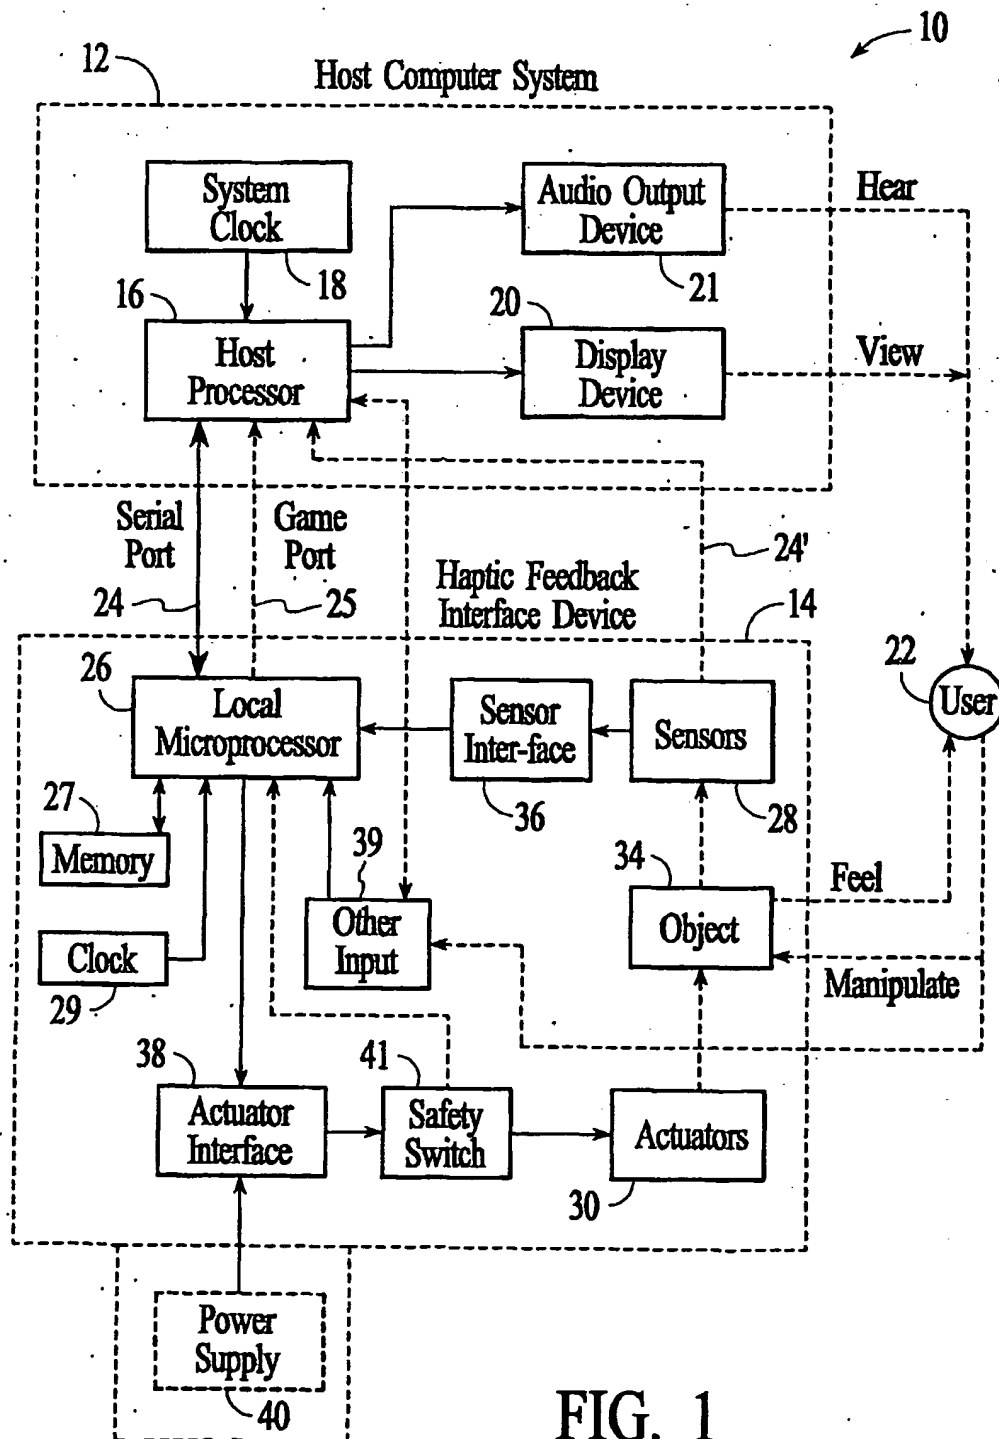 10
12
Host Computer System
System
Clock
18
Audio Output
Device
21
Hear
16
Host
Processor
20
Display
Device
View
Serial
Port
24
Game
Port
25
24'
Haptic Feedback
Interface Device
14
22
User
26
Local
Microprocessor
Sensor
Inter-face
36
Sensors
28
27
Memory
39
Other
Input
34
Object
Feel
Manipulate
Clock
29
38
Actuator
Interface
41
Safety
Switch
Actuators
30
Power
Supply
40
FIG. 1